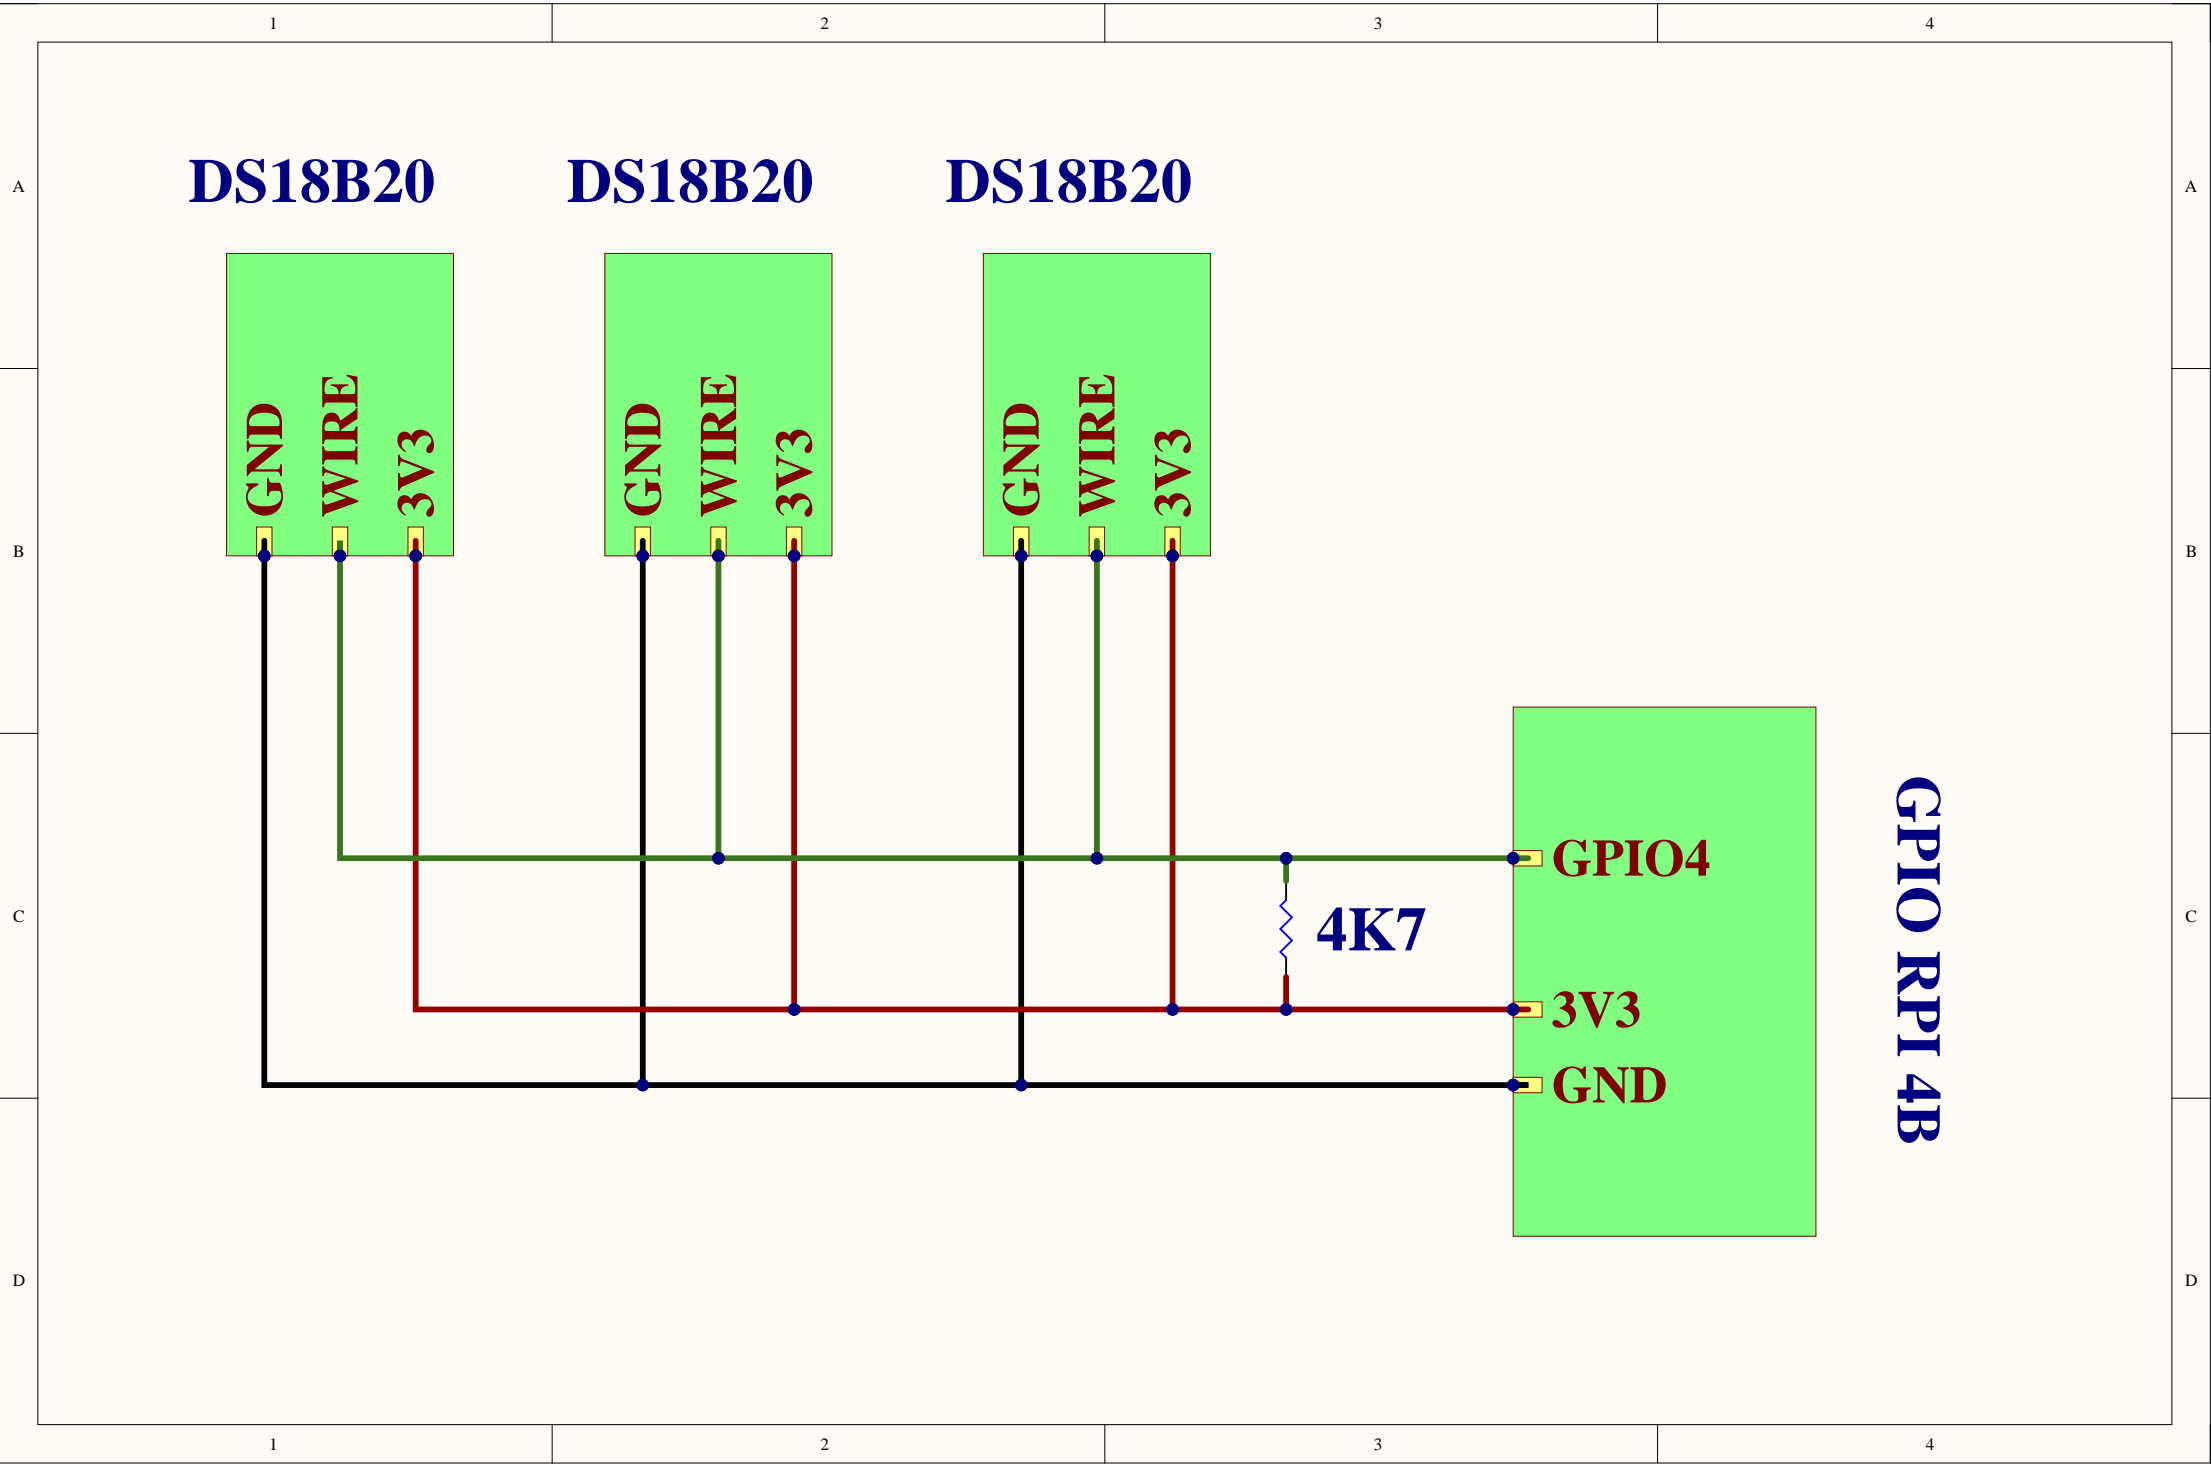 1 2 3 4
A A
DS18B20 DS18B20 DS18B20
GND WIRE 3V3 GND WIRE 3V3 GND WIRE 3V3
B B
GPIO4
C 4K7 C
3V3
GND
GPIO RPI 4B
D D
1 2 3 4